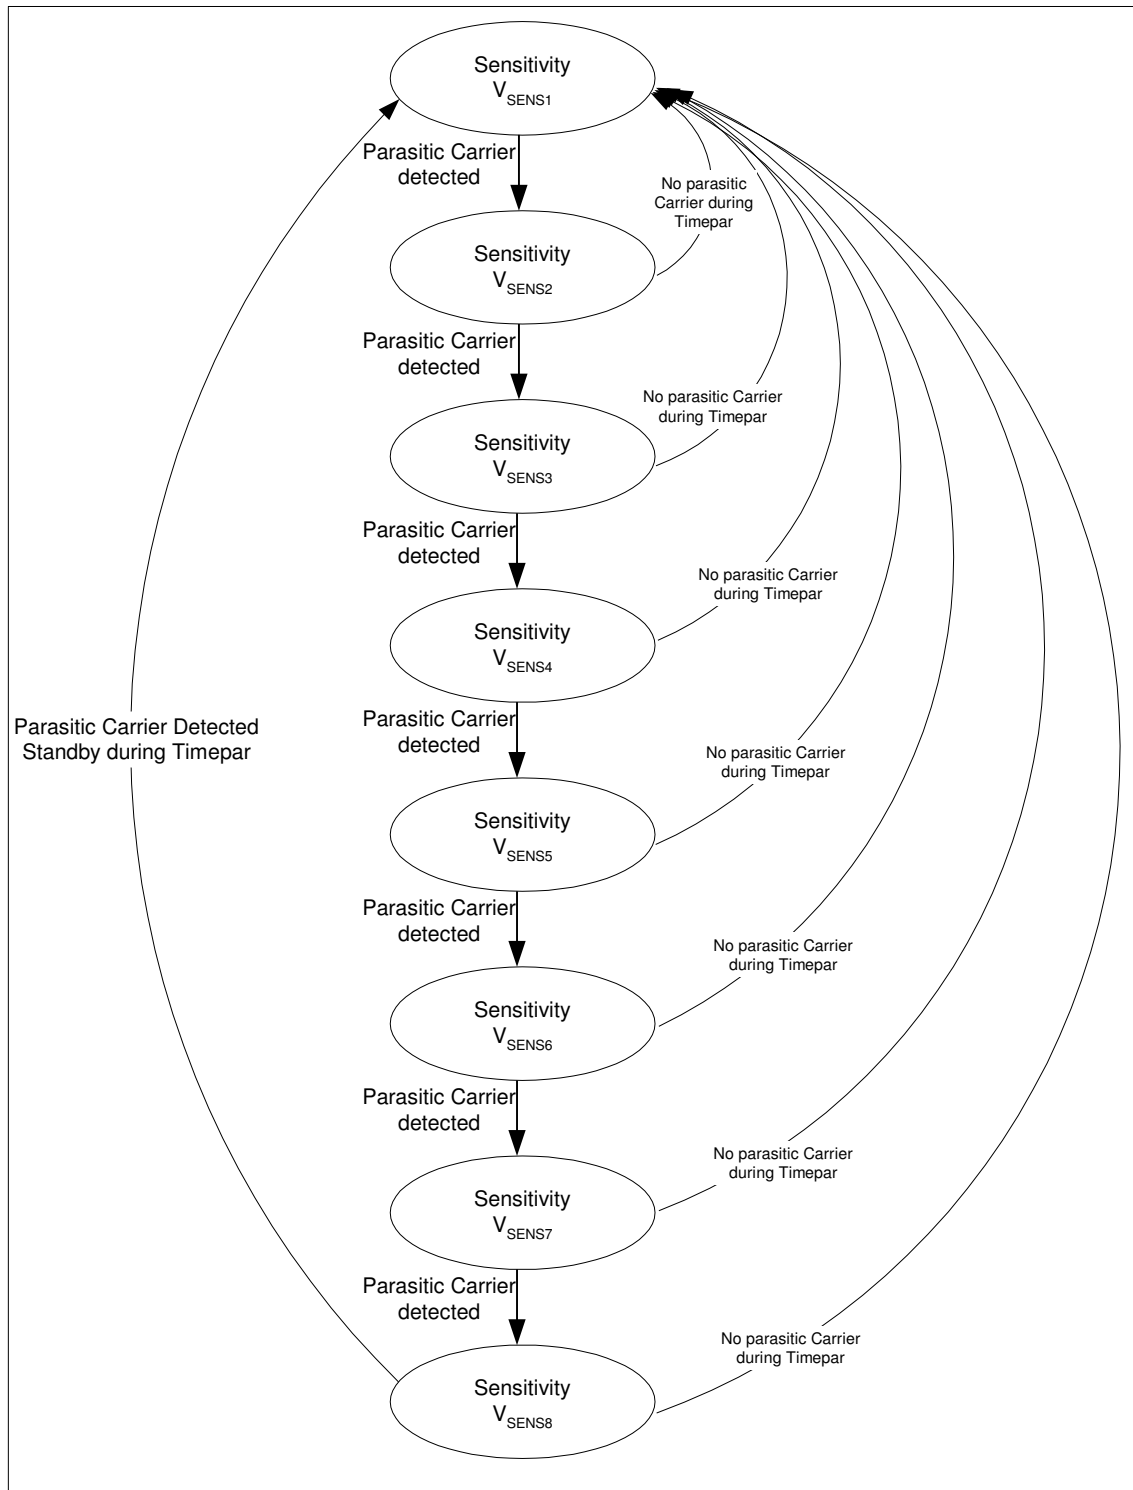 Sensitivity
VSENS1
Parasitic Carrier
detected
No parasitic
Carrier during
Timepar
Sensitivity
VSENS2
Parasitic Carrier
detected
No parasitic Carrier
during Timepar
Sensitivity
VSENS3
Parasitic Carrier
detected
No parasitic Carrier
during Timepar
Sensitivity
VSENS4
Parasitic Carrier
detected
Parasitic Carrier Detected
Standby during Timepar
No parasitic Carrier
during Timepar
Sensitivity
VSENS5
Parasitic Carrier
detected
No parasitic Carrier
during Timepar
Sensitivity
VSENS6
Parasitic Carrier
detected
No parasitic Carrier
during Timepar
Sensitivity
VSENS7
Parasitic Carrier
detected
No parasitic Carrier
during Timepar
Sensitivity
VSENS8